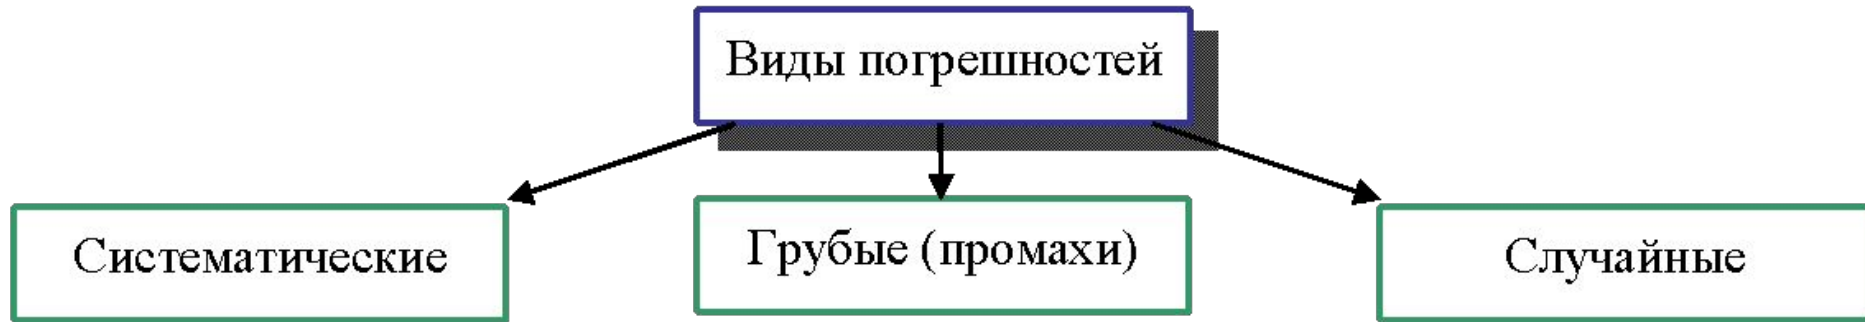 Виды погрешностей
Систематические
Грубые (промахи)
Случайные